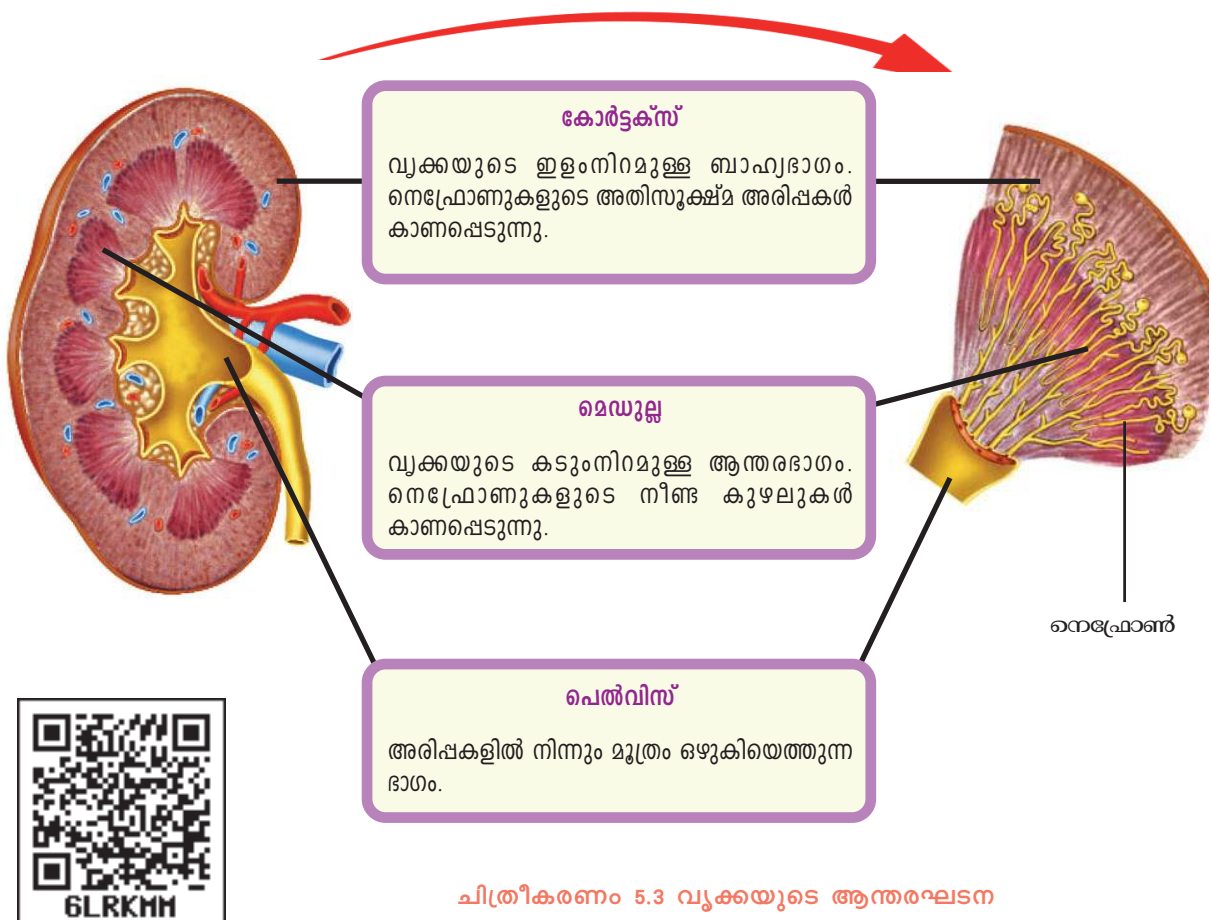 കോർട്ടക്സ്
വൃക്കയുടെ ഇളംനിറമുള്ള ബാഹ്യഭാഗം.
നെഫ്രോണുകളുടെ അതിസൂക്ഷ്മ അരിപ്പകൾ
കാണപ്പെടുന്നു.
മെഡുല്ല
വൃക്കയുടെ കടുംനിറമുള്ള ആന്തരഭാഗം.
നെഫ്രോണുകളുടെ നീണ്ട കുഴലുകൾ
കാണപ്പെടുന്നു.
നെഫ്രോൺ
പെൽവിസ്
അരിപ്പകളിൽ നിന്നും മൂത്രം ഒഴുകിയെത്തുന്ന
ഭാഗം.
6LRKMM
ചിത്രീകരണം 5.3 വൃക്കയുടെ ആന്തരഘടന